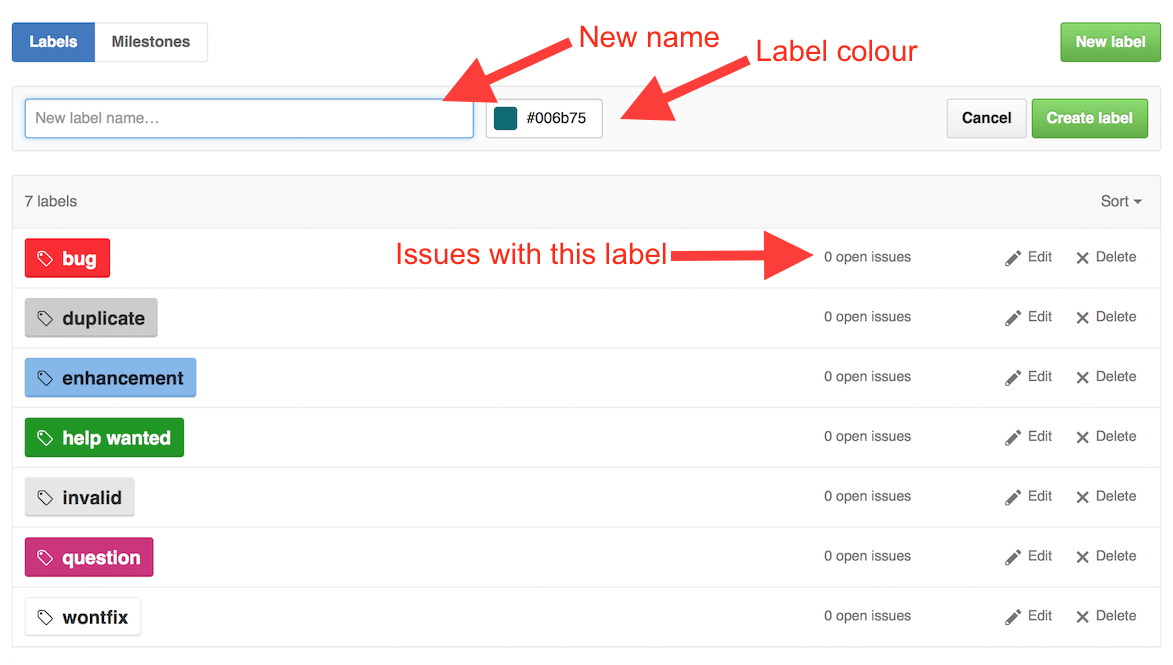 Labels Milestones New name Label colour New label
New label name… #006b75 Cancel Create label
7 labels Sort
bug Issues with this label 0 open issues Edit Delete
duplicate 0 open issues Edit Delete
enhancement 0 open issues Edit Delete
help wanted 0 open issues Edit Delete
invalid 0 open issues Edit Delete
question 0 open issues Edit Delete
wontfix 0 open issues Edit Delete